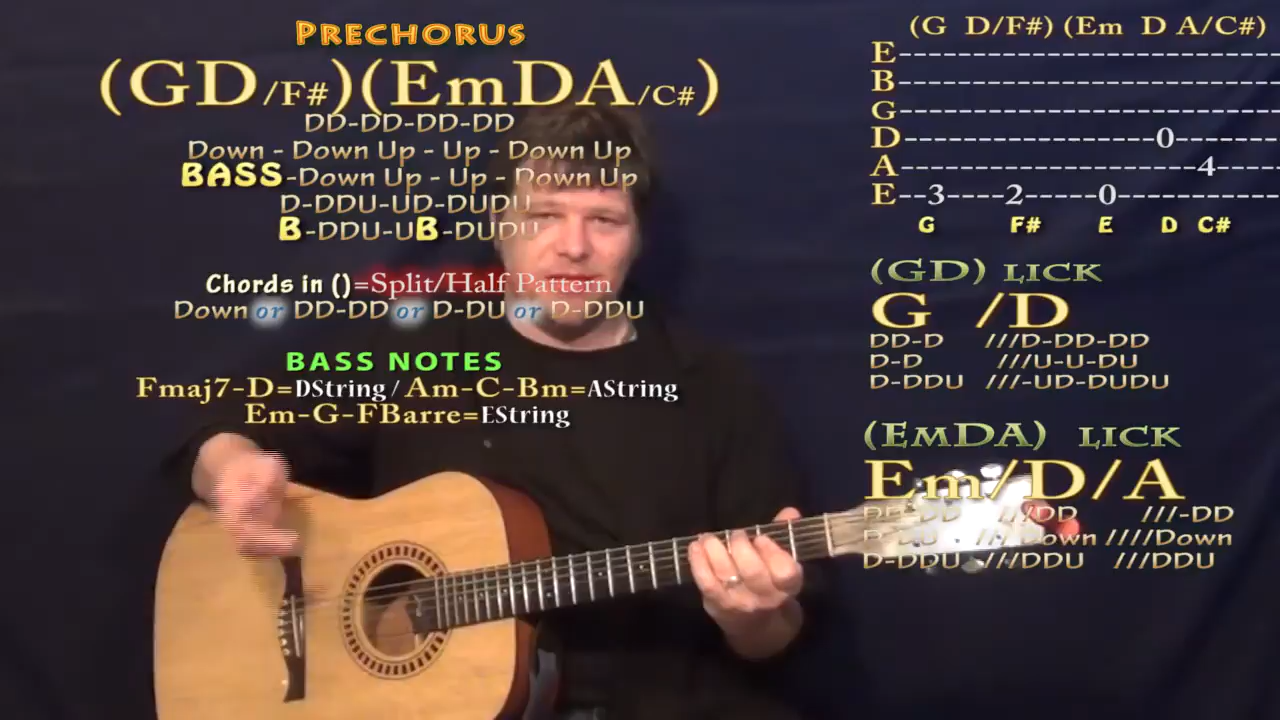 PRECHORUS
(GD/F#)(EmDA/C#)
DD-DD-DD-DD
Down - Down Up - Up - Down Up
BASS-Down Up - Up - Down Up
D-DDU-UD-DUDU
B-DDU-UB-DUDU
Chords in ()=Split/Half Pattern
Down or DD-DD or D-DU or D-DDU
BASS NOTES
Fmaj7-D=DString / Am-C-Bm=AString
Em-G-FBarre=EString
(G D/F#) (Em D A/C#)
E--------------------------------
B--------------------------------
G--------------------------------
D----------------------0-------
A--------------------------4-----
E--3----2-----0---------------
G F# E D C#
(GD) LICK
G /D
DD-D ///D-DD-DD
D-D ///U-U-DU
D-DDU ///-UD-DUDU
(EmDA) LICK
Em/D/A
///DD ///-DD
///Down ////Down
D-DDU ///DDU ///DDU